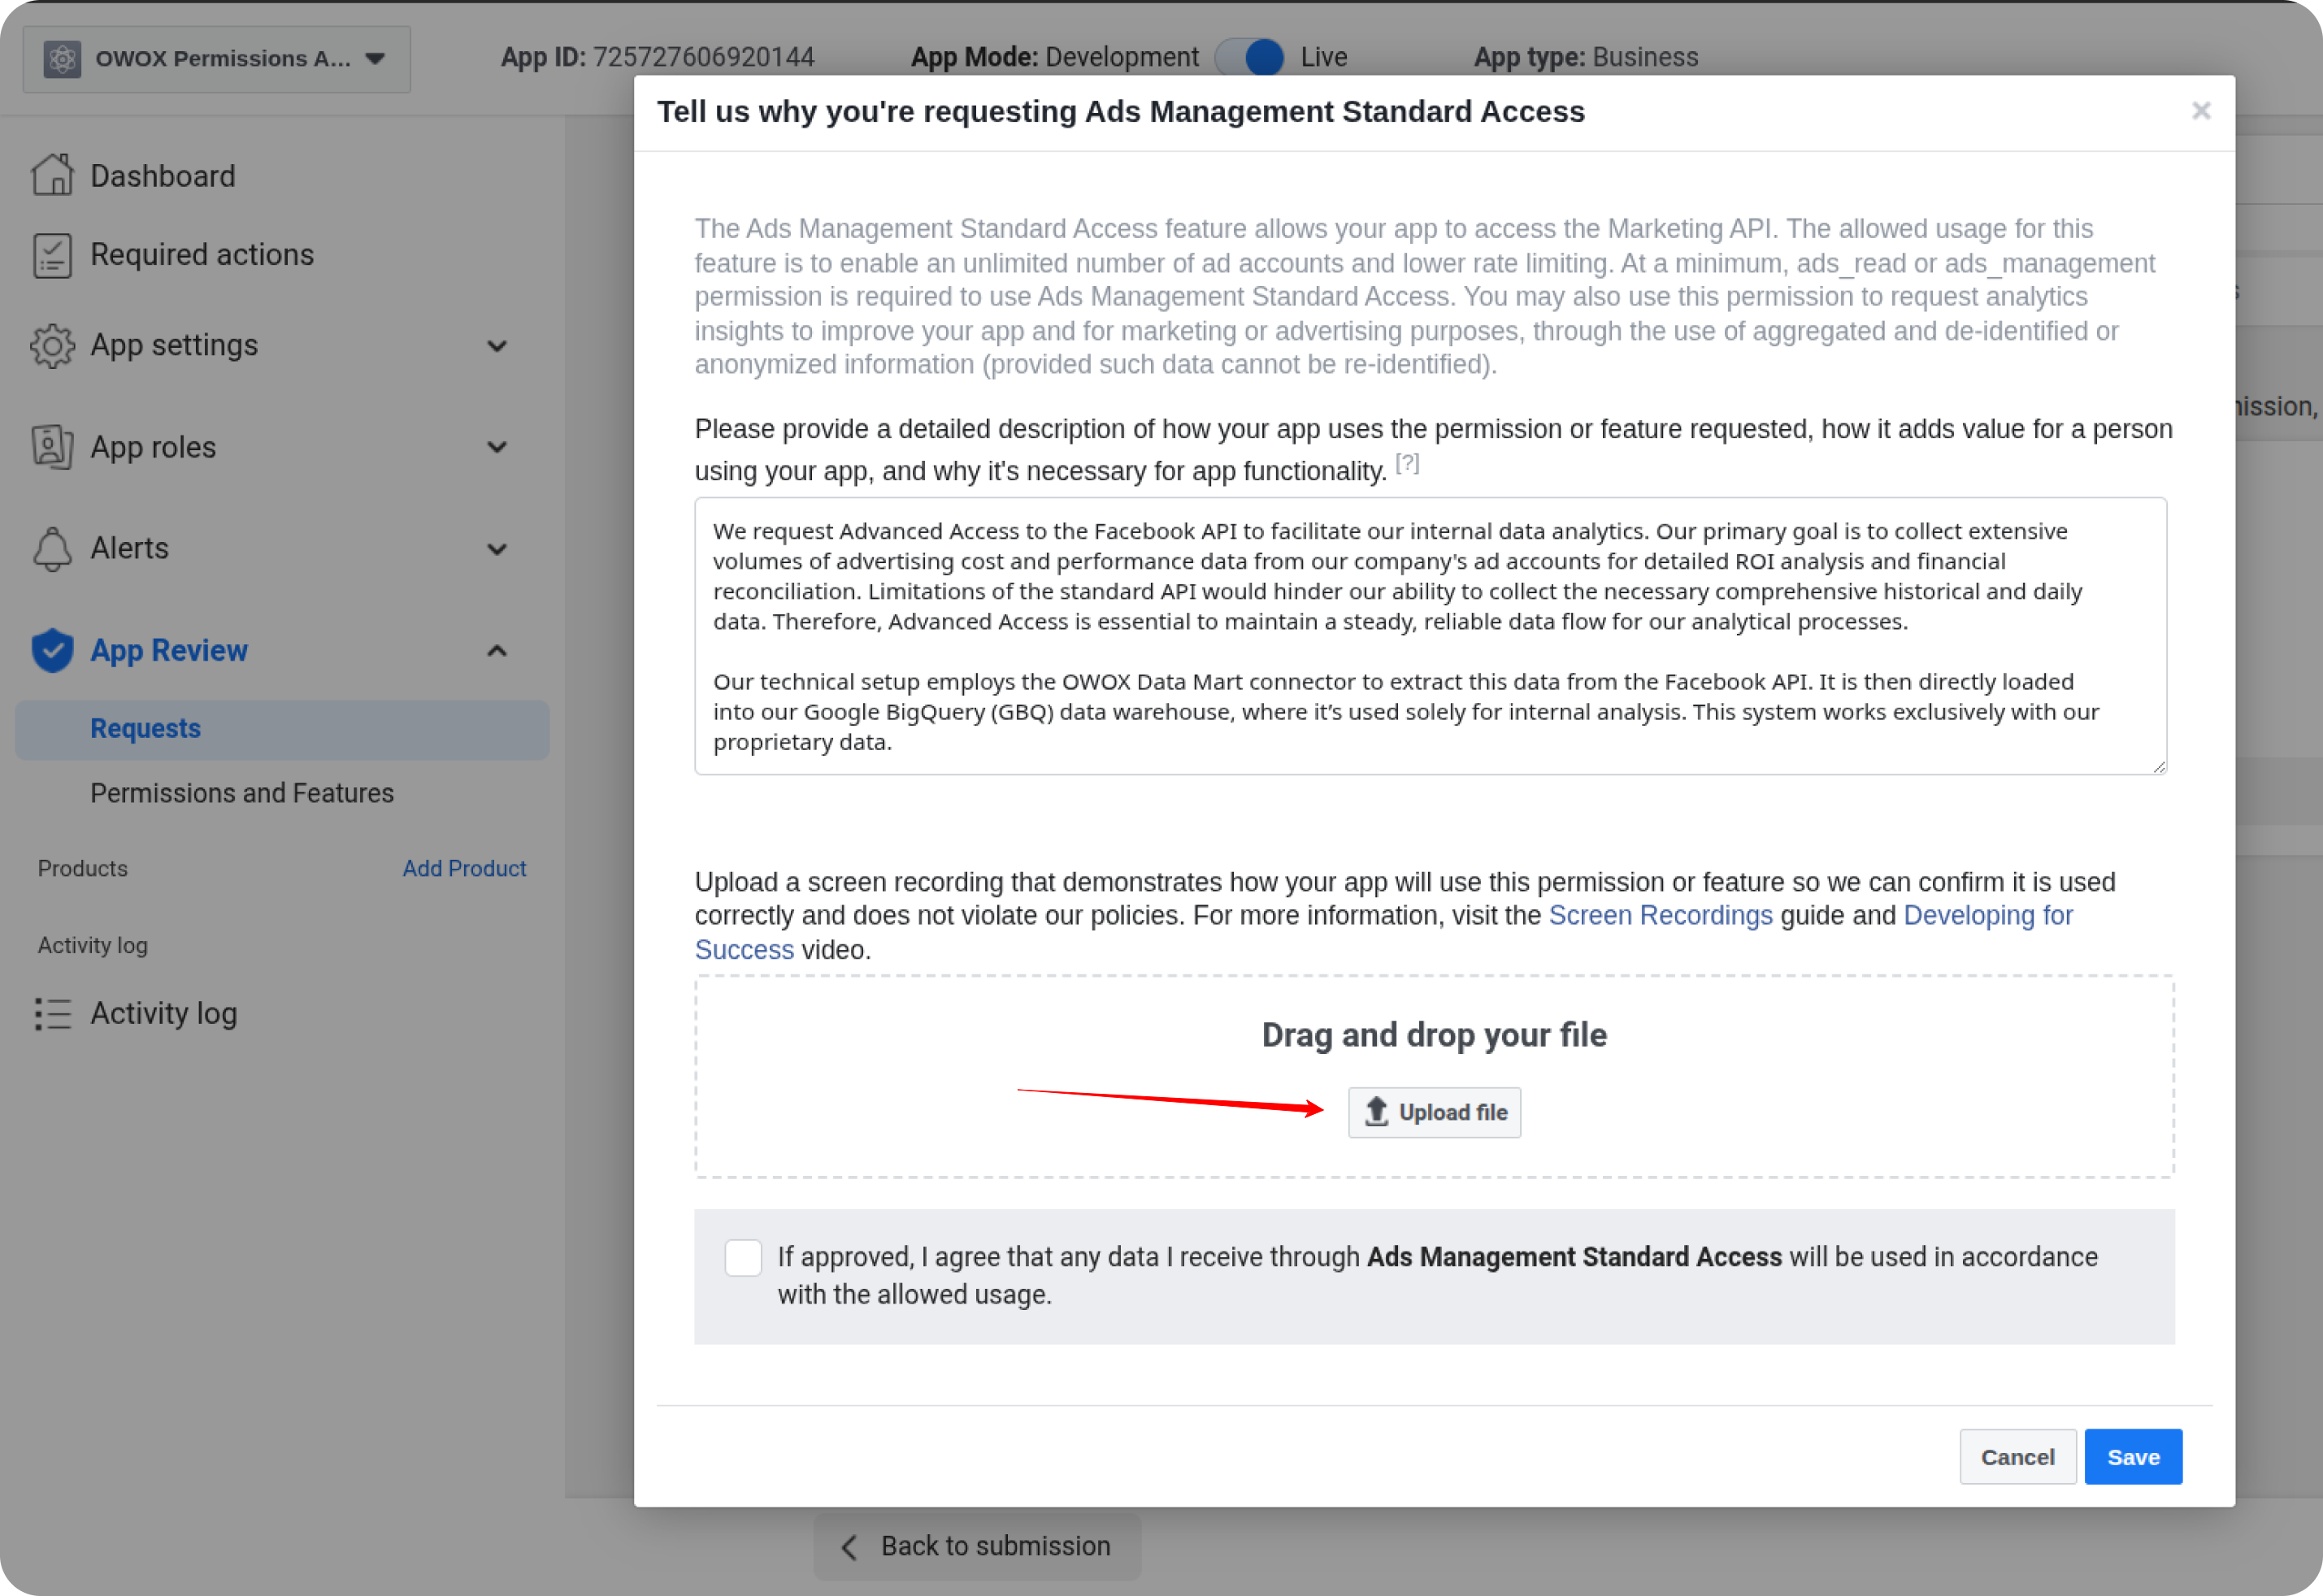 OWOX Permissions A...
App ID: 725727606920144
App Mode: Development
Live
App type: Business
Dashboard
Required actions
App settings
App roles
Alerts
App Review
Requests
Permissions and Features
Products
Add Product
Activity log
Activity log
Tell us why you're requesting Ads Management Standard Access
The Ads Management Standard Access feature allows your app to access the Marketing API. The allowed usage for this
feature is to enable an unlimited number of ad accounts and lower rate limiting. At a minimum, ads_read or ads_management
permission is required to use Ads Management Standard Access. You may also use this permission to request analytics
insights to improve your app and for marketing or advertising purposes, through the use of aggregated and de-identified or
anonymized information (provided such data cannot be re-identified).
Please provide a detailed description of how your app uses the permission or feature requested, how it adds value for a person
using your app, and why it's necessary for app functionality. [?]
We request Advanced Access to the Facebook API to facilitate our internal data analytics. Our primary goal is to collect extensive
volumes of advertising cost and performance data from our company's ad accounts for detailed ROI analysis and financial
reconciliation. Limitations of the standard API would hinder our ability to collect the necessary comprehensive historical and daily
data. Therefore, Advanced Access is essential to maintain a steady, reliable data flow for our analytical processes.
Our technical setup employs the OWOX Data Mart connector to extract this data from the Facebook API. It is then directly loaded
into our Google BigQuery (GBQ) data warehouse, where it’s used solely for internal analysis. This system works exclusively with our
proprietary data.
Upload a screen recording that demonstrates how your app will use this permission or feature so we can confirm it is used
correctly and does not violate our policies. For more information, visit the Screen Recordings guide and Developing for
Success video.
Drag and drop your file
Upload file
If approved, I agree that any data I receive through Ads Management Standard Access will be used in accordance
with the allowed usage.
Cancel
Save
Back to submission